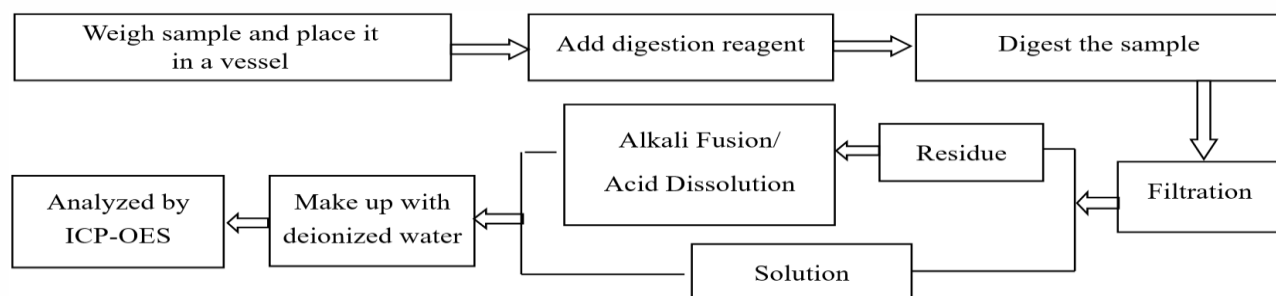 Weigh sample and place it
in a vessel
Add digestion reagent
Digest the sample
Filtration
Residue
Alkali Fusion/
Acid Dissolution
Solution
Make up with
deionized water
Analyzed by
ICP-OES